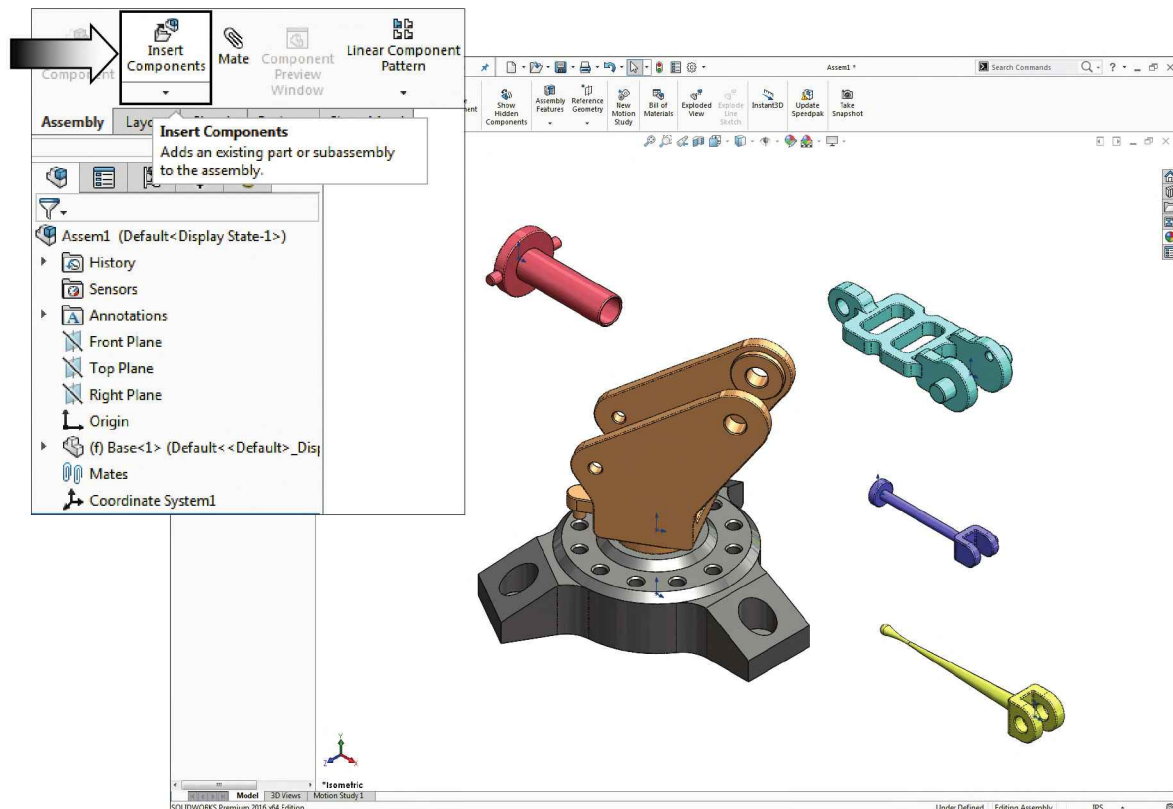 Component
Insert
Components
Mate
Component
Preview
Window
Linear Component
Pattern
Assembly
Insert Components
Adds an existing part or subassembly
to the assembly.
Assem1 (Default<Display State-1>)
History
Sensors
Annotations
Front Plane
Top Plane
Right Plane
Origin
(f) Base<1> (Default<<Default>_Disp
Mates
Coordinate System1
Assem1 *
Search Commands
Show
Hidden
Components
Assembly
Features
Reference
Geometry
New
Motion
Study
Bill of
Materials
Exploded
View
Explode
Line
Sketch
Instant3D
Update
Speedpak
Take
Snapshot
*Isometric
Model
3D Views
Motion Study 1
SOLIDWORKS Premium 2016 x64 Edition
Under Defined
Editing Assembly
IPS